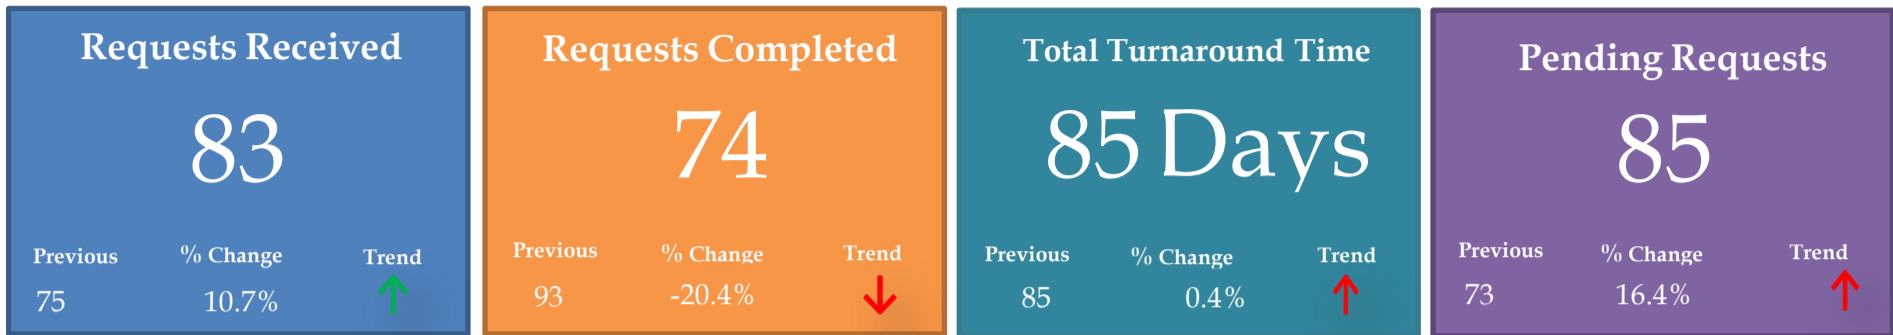 Requests Received
83
Previous % Change Trend
75 10.7%
Requests Completed
74
Previous % Change Trend
93 -20.4%
Total Turnaround Time
85 Days
Previous % Change Trend
85 0.4%
Pending Requests
85
Previous % Change Trend
73 16.4%